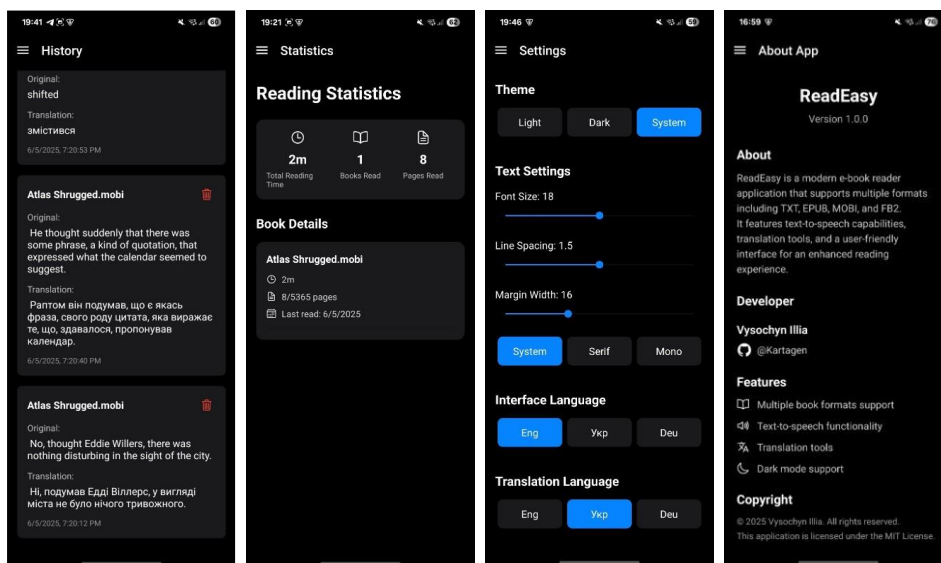 19:41
60
History
Original:
shifted
Translation:
змістився
6/5/2025, 7:20:53 PM
Atlas Shrugged.mobi
Original:
He thought suddenly that there was
some phrase, a kind of quotation, that
expressed what the calendar seemed to
suggest.
Translation:
Раптом він подумав, що є якась
фраза, свого роду цитата, яка виражає
те, що, здавалося, пропонував
календар.
6/5/2025, 7:20:40 PM
Atlas Shrugged.mobi
Original:
No, thought Eddie Willers, there was
nothing disturbing in the sight of the city.
Translation:
Ні, подумав Едді Віллерс, у вигляді
міста не було нічого тривожного.
6/5/2025, 7:20:12 PM
19:21
62
Statistics
Reading Statistics
2m
1
8
Total Reading
Time
Books Read
Pages Read
Book Details
Atlas Shrugged.mobi
2m
8/5365 pages
Last read: 6/5/2025
19:46
59
Settings
Theme
Light
Dark
System
Text Settings
Font Size: 18
Line Spacing: 1.5
Margin Width: 16
System
Serif
Mono
Interface Language
Eng
Укр
Deu
Translation Language
Eng
Укр
Deu
16:59
70
About App
ReadEasy
Version 1.0.0
About
ReadEasy is a modern e-book reader
application that supports multiple formats
including TXT, EPUB, MOBI, and FB2.
It features text-to-speech capabilities,
translation tools, and a user-friendly
interface for an enhanced reading
experience.
Developer
Vysochyn Illia
@Kartagen
Features
Multiple book formats support
Text-to-speech functionality
Translation tools
Dark mode support
Copyright
© 2025 Vysochyn Illia. All rights reserved.
This application is licensed under the MIT License.